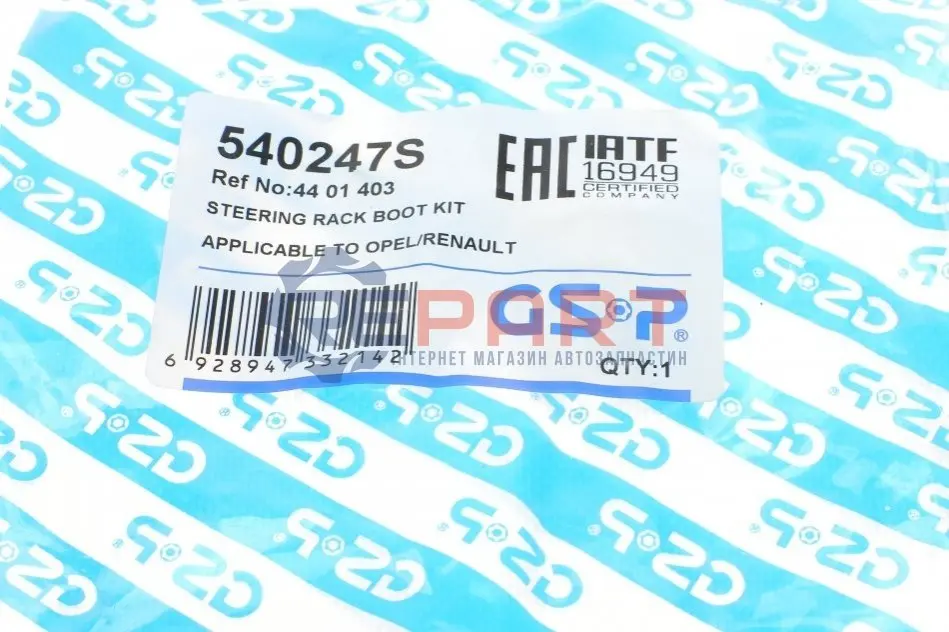 540247S
Ref No:44 01 403
STEERING RACK BOOT KIT
APPLICABLE TO OPEL/RENAULT
EAC
IATF
16949
CERTIFIED
COMPANY
REPART
ІНТЕРНЕТ МАГАЗИН АВТОЗАПЧАСТИН
GSP®
6 928947 332142
QTY:1